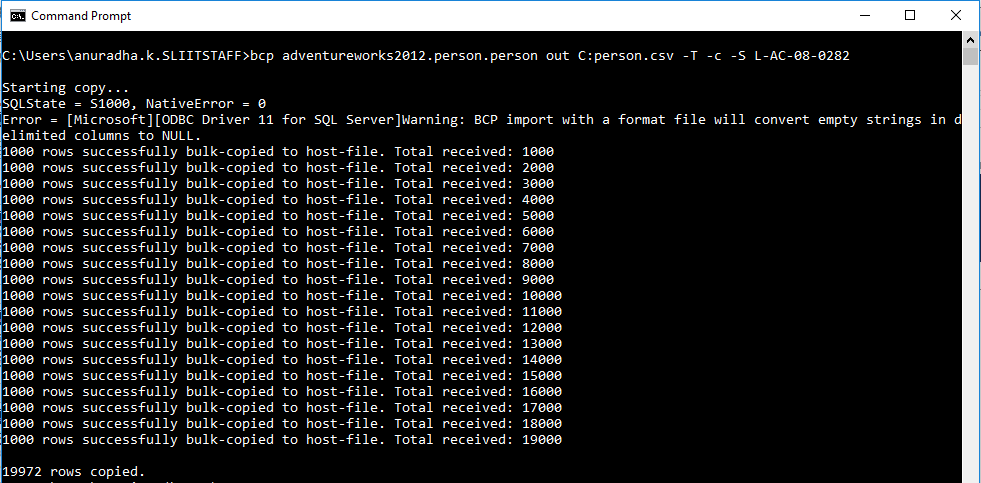 Command Prompt
C:\Users\anuradha.k.SLIITSTAFF>bcp adventureworks2012.person.person out C:person.csv -T -c -S L-AC-08-0282
Starting copy...
SQLState = S1000, NativeError = 0
Error = [Microsoft][ODBC Driver 11 for SQL Server]Warning: BCP import with a format file will convert empty strings in d
elimited columns to NULL.
1000 rows successfully bulk-copied to host-file. Total received: 1000
1000 rows successfully bulk-copied to host-file. Total received: 2000
1000 rows successfully bulk-copied to host-file. Total received: 3000
1000 rows successfully bulk-copied to host-file. Total received: 4000
1000 rows successfully bulk-copied to host-file. Total received: 5000
1000 rows successfully bulk-copied to host-file. Total received: 6000
1000 rows successfully bulk-copied to host-file. Total received: 7000
1000 rows successfully bulk-copied to host-file. Total received: 8000
1000 rows successfully bulk-copied to host-file. Total received: 9000
1000 rows successfully bulk-copied to host-file. Total received: 10000
1000 rows successfully bulk-copied to host-file. Total received: 11000
1000 rows successfully bulk-copied to host-file. Total received: 12000
1000 rows successfully bulk-copied to host-file. Total received: 13000
1000 rows successfully bulk-copied to host-file. Total received: 14000
1000 rows successfully bulk-copied to host-file. Total received: 15000
1000 rows successfully bulk-copied to host-file. Total received: 16000
1000 rows successfully bulk-copied to host-file. Total received: 17000
1000 rows successfully bulk-copied to host-file. Total received: 18000
1000 rows successfully bulk-copied to host-file. Total received: 19000
19972 rows copied.